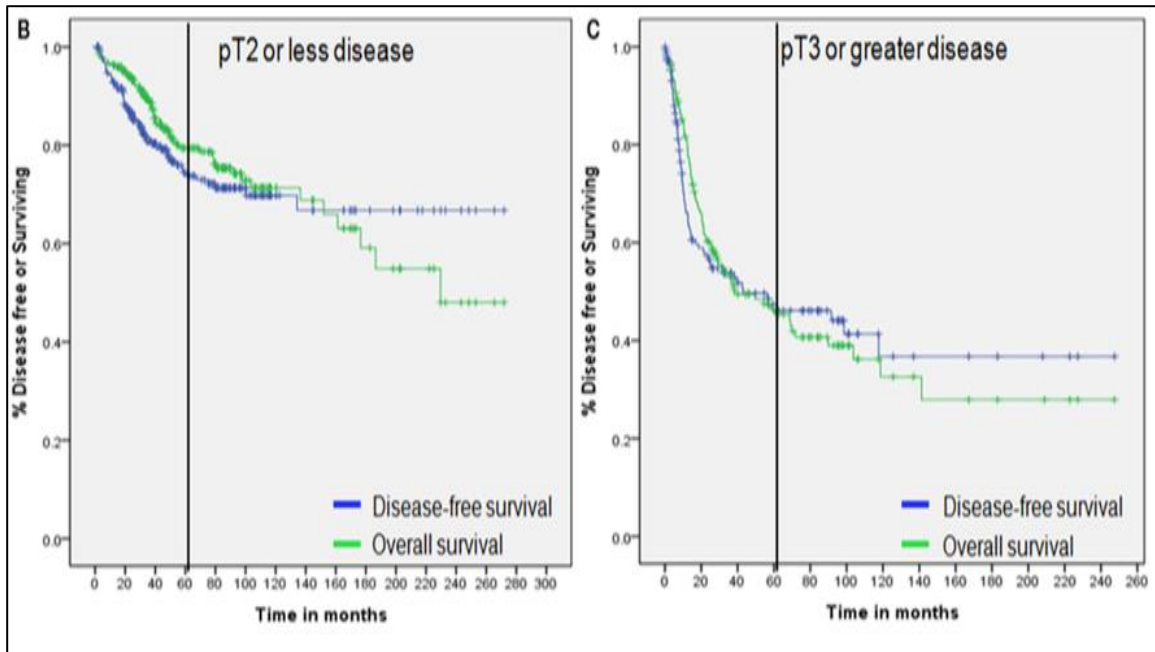 B
pT2 or less disease
% Disease free or Surviving
1.0
0.8
0.6
0.4
0.2
0.0
Disease-free survival
Overall survival
0 20 40 60 80 100 120 140 160 180 200 220 240 260 280 300
Time in months
C
pT3 or greater disease
% Disease free or Surviving
1.0
0.8
0.6
0.4
0.2
0.0
Disease-free survival
Overall survival
0 20 40 60 80 100 120 140 160 180 200 220 240 260
Time in months